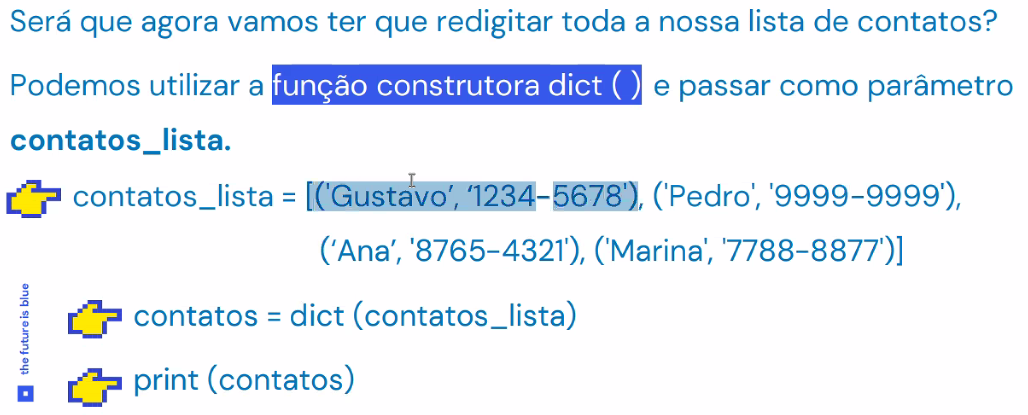 Será que agora vamos ter que redigitar toda a nossa lista de contatos?
Podemos utilizar a função construtora dict ( ) e passar como parâmetro
contatos_lista.
contatos_lista = [('Gustavo’, ‘1234-5678'), ('Pedro', '9999-9999'),
(‘Ana’, '8765-4321'), ('Marina', '7788-8877')]
contatos = dict (contatos_lista)
print (contatos)
the future is blue